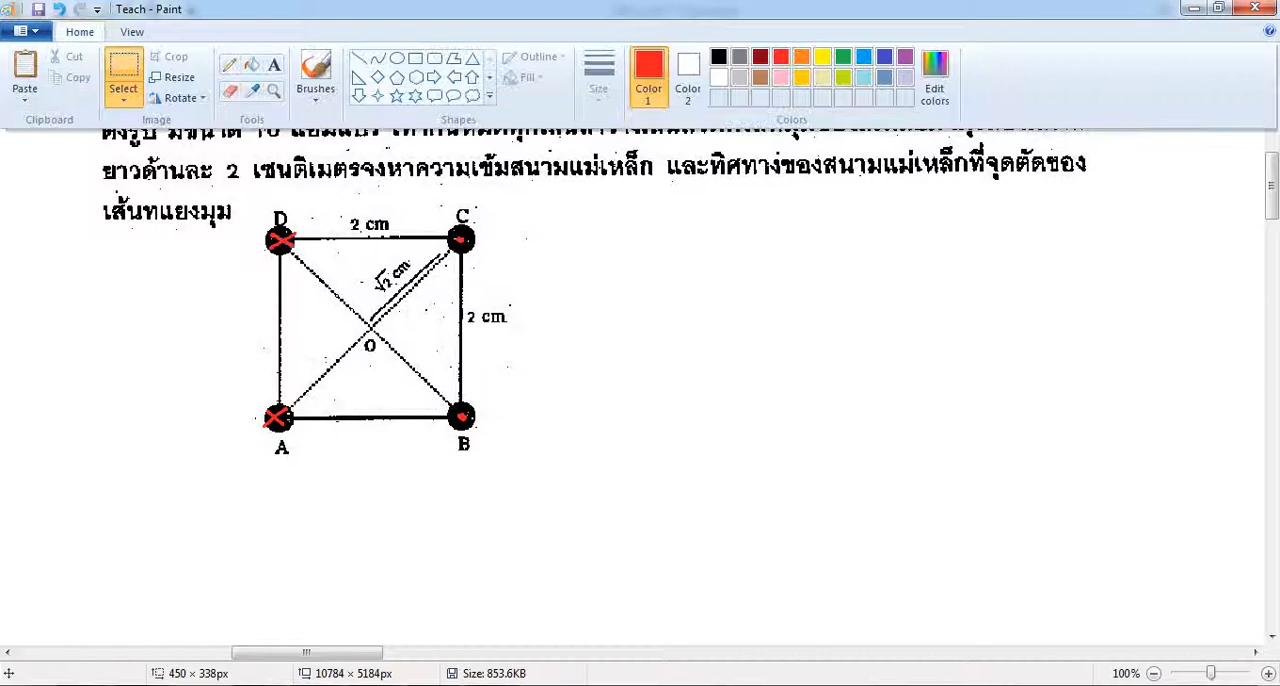 Teach - Paint
Home
View
Paste
Cut
Copy
Clipboard
Select
Crop
Resize
Rotate
Image
Tools
Brushes
Shapes
Outline
Fill
Size
Color 1
Color 2
Edit colors
Colors
ยาวด้านละ 2 เซนติเมตรจงหาความเข้มสนามแม่เหล็ก และทิศทางของสนามแม่เหล็กที่จุดตัดของ
เส้นทแยงมุม
D
2 cm
C
√2 cm
2 cm
O
A
B
450 × 338px
10784 × 5184px
Size: 853.6KB
100%